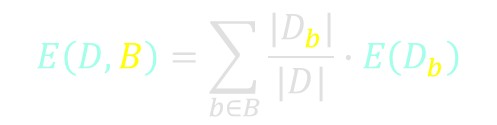 E(D, B) = ∑_{b∈B} |D_b| / |D| · E(D_b)